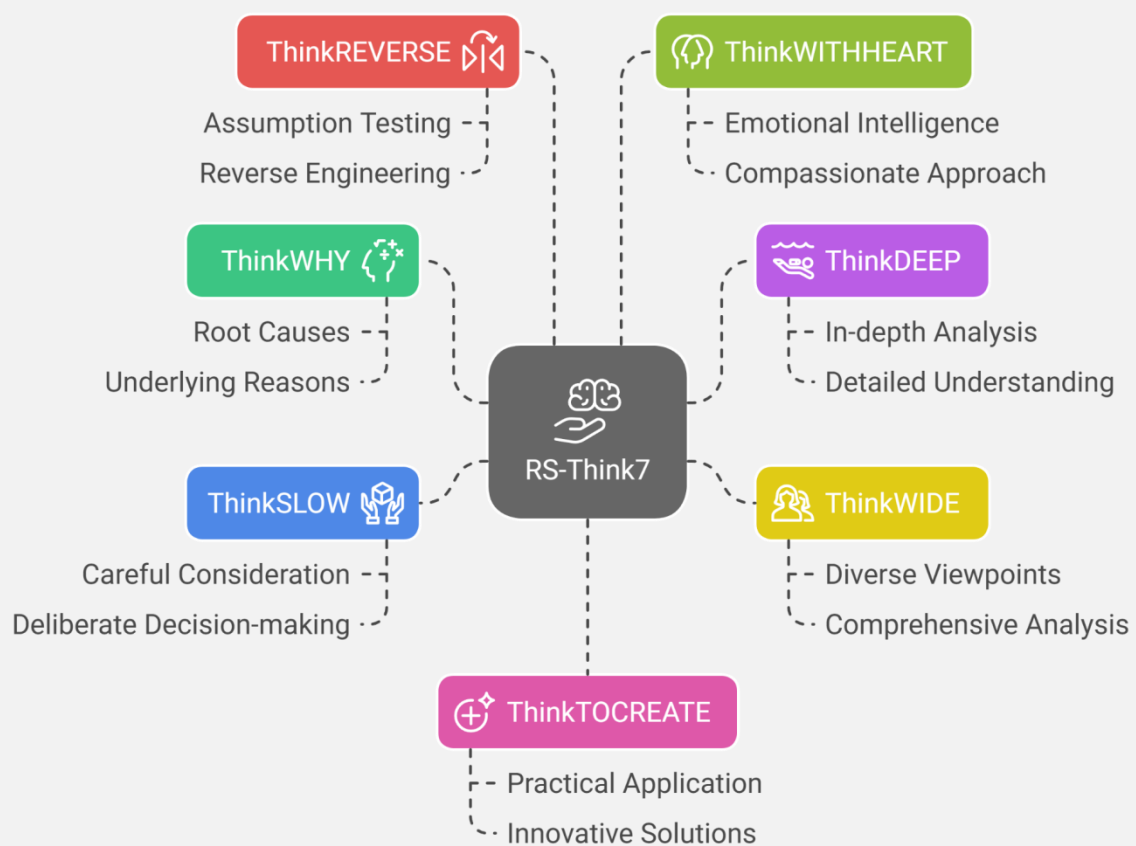 ThinkREVERSE
Assumption Testing
Reverse Engineering
ThinkWITHHEART
Emotional Intelligence
Compassionate Approach
ThinkWHY
Root Causes
Underlying Reasons
ThinkDEEP
In-depth Analysis
Detailed Understanding
RS-Think7
ThinkSLOW
Careful Consideration
Deliberate Decision-making
ThinkWIDE
Diverse Viewpoints
Comprehensive Analysis
ThinkTOCREATE
Practical Application
Innovative Solutions